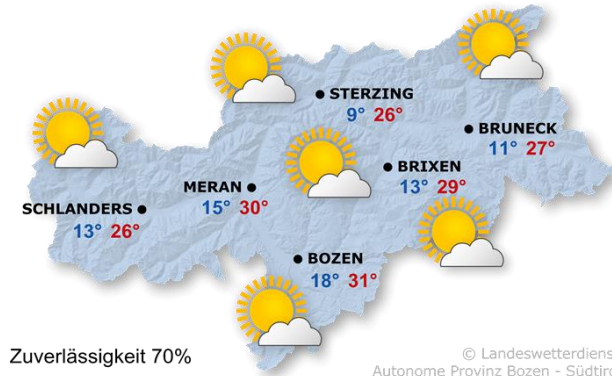 STERZING
9° 26°
BRUNECK
11° 27°
BRIXEN
13° 29°
MERAN
15° 30°
SCHLANDERS
13° 26°
BOZEN
18° 31°
Zuverlässigkeit 70%
© Landeswetterdiens
Autonome Provinz Bozen - Südtiro